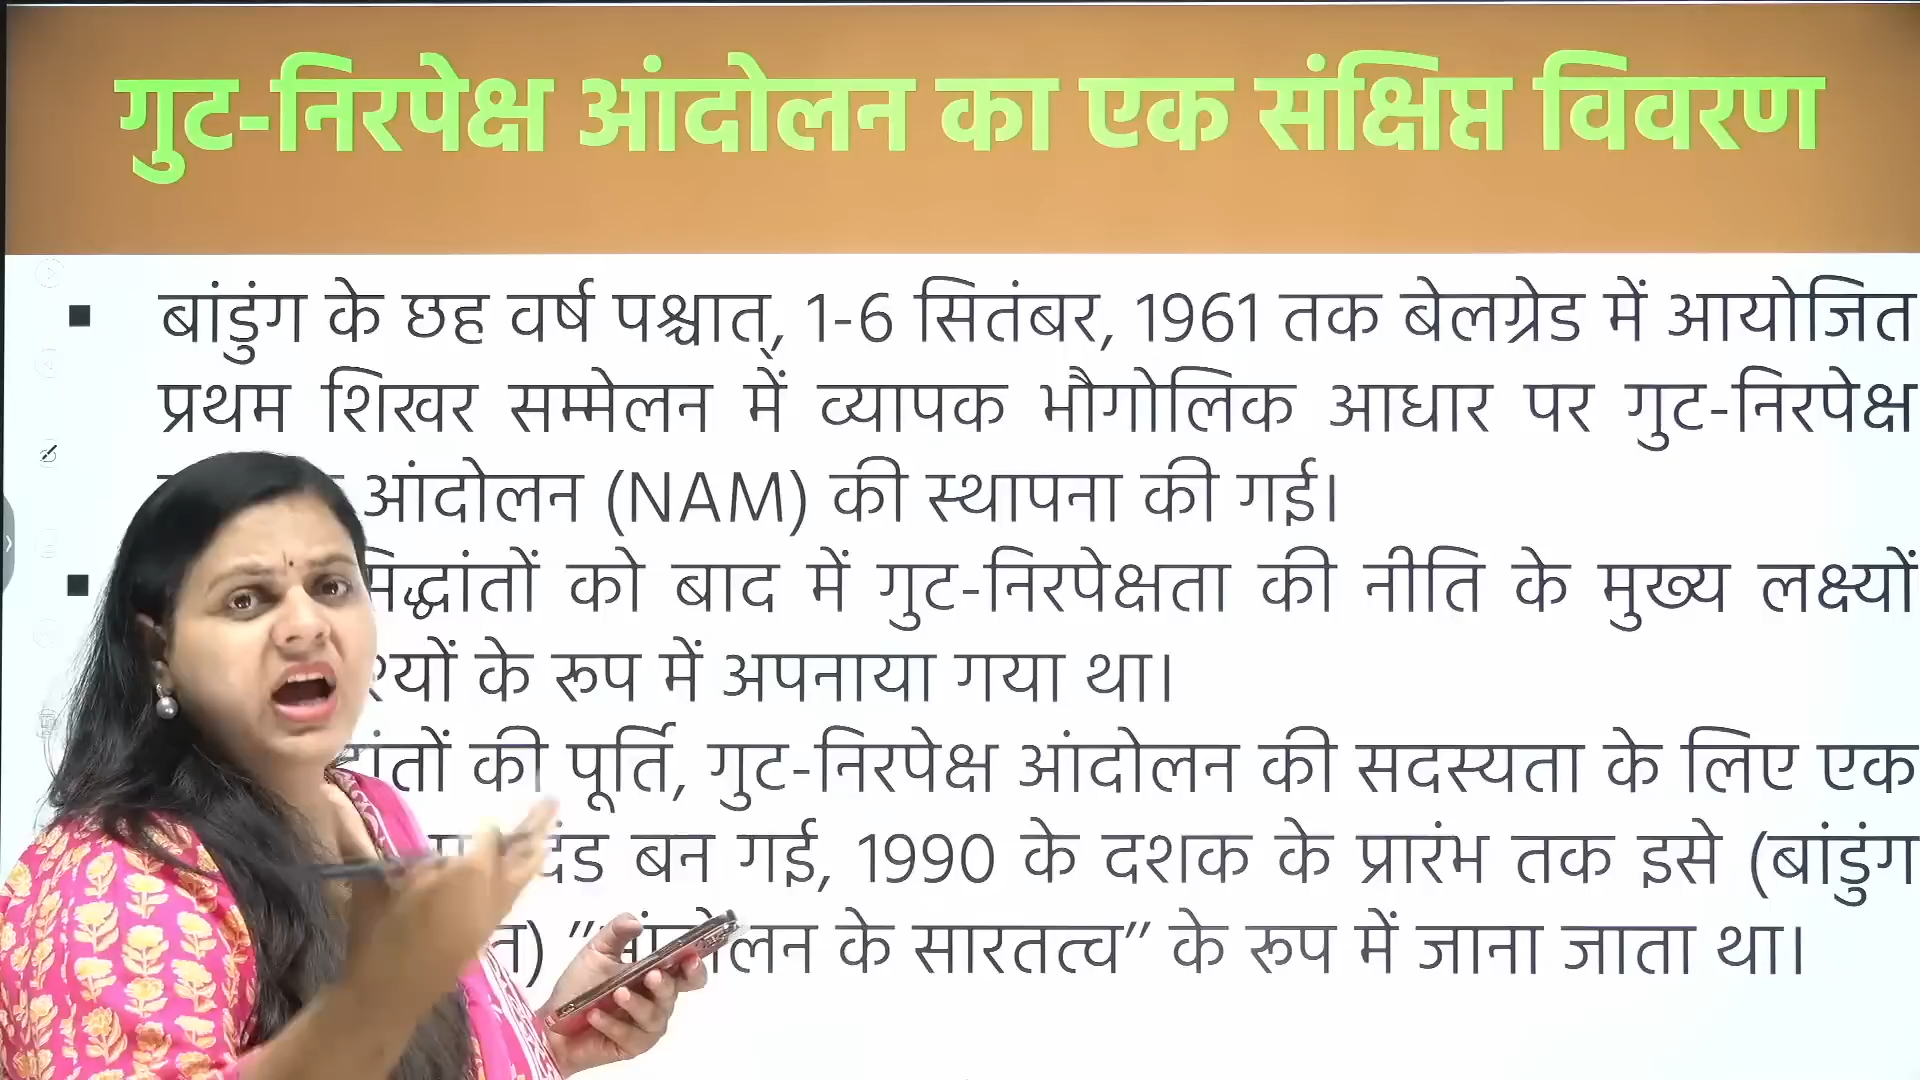 गुट-निरपेक्ष आंदोलन का एक संक्षिप्त विवरण
▪ बांडुंग के छह वर्ष पश्चात्, 1-6 सितंबर, 1961 तक बेलग्रेड में आयोजित
प्रथम शिखर सम्मेलन में व्यापक भौगोलिक आधार पर गुट-निरपेक्ष
आंदोलन (NAM) की स्थापना की गई।
▪ को बाद में गुट-निरपेक्षता की नीति के मुख्य लक्ष्यों
के रूप में अपनाया गया था।
की पूर्ति, गुट-निरपेक्ष आंदोलन की सदस्यता के लिए एक
बन गई, 1990 के दशक के प्रारंभ तक इसे (बांडुंग
के सारतत्व” के रूप में जाना जाता था।